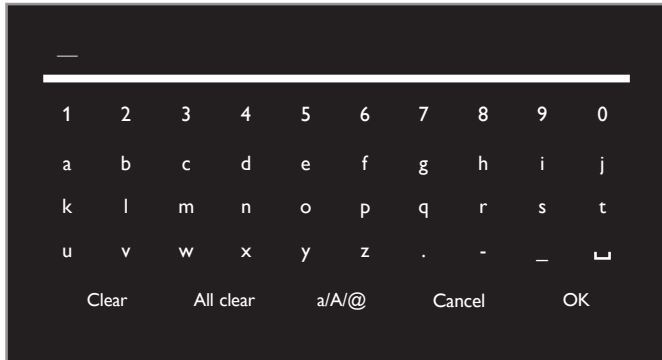 _
1 2 3 4 5 6 7 8 9 0
a b c d e f g h i j
k l m n o p q r s t
u v w x y z . - _ ␣
Clear All clear a/A/@ Cancel OK